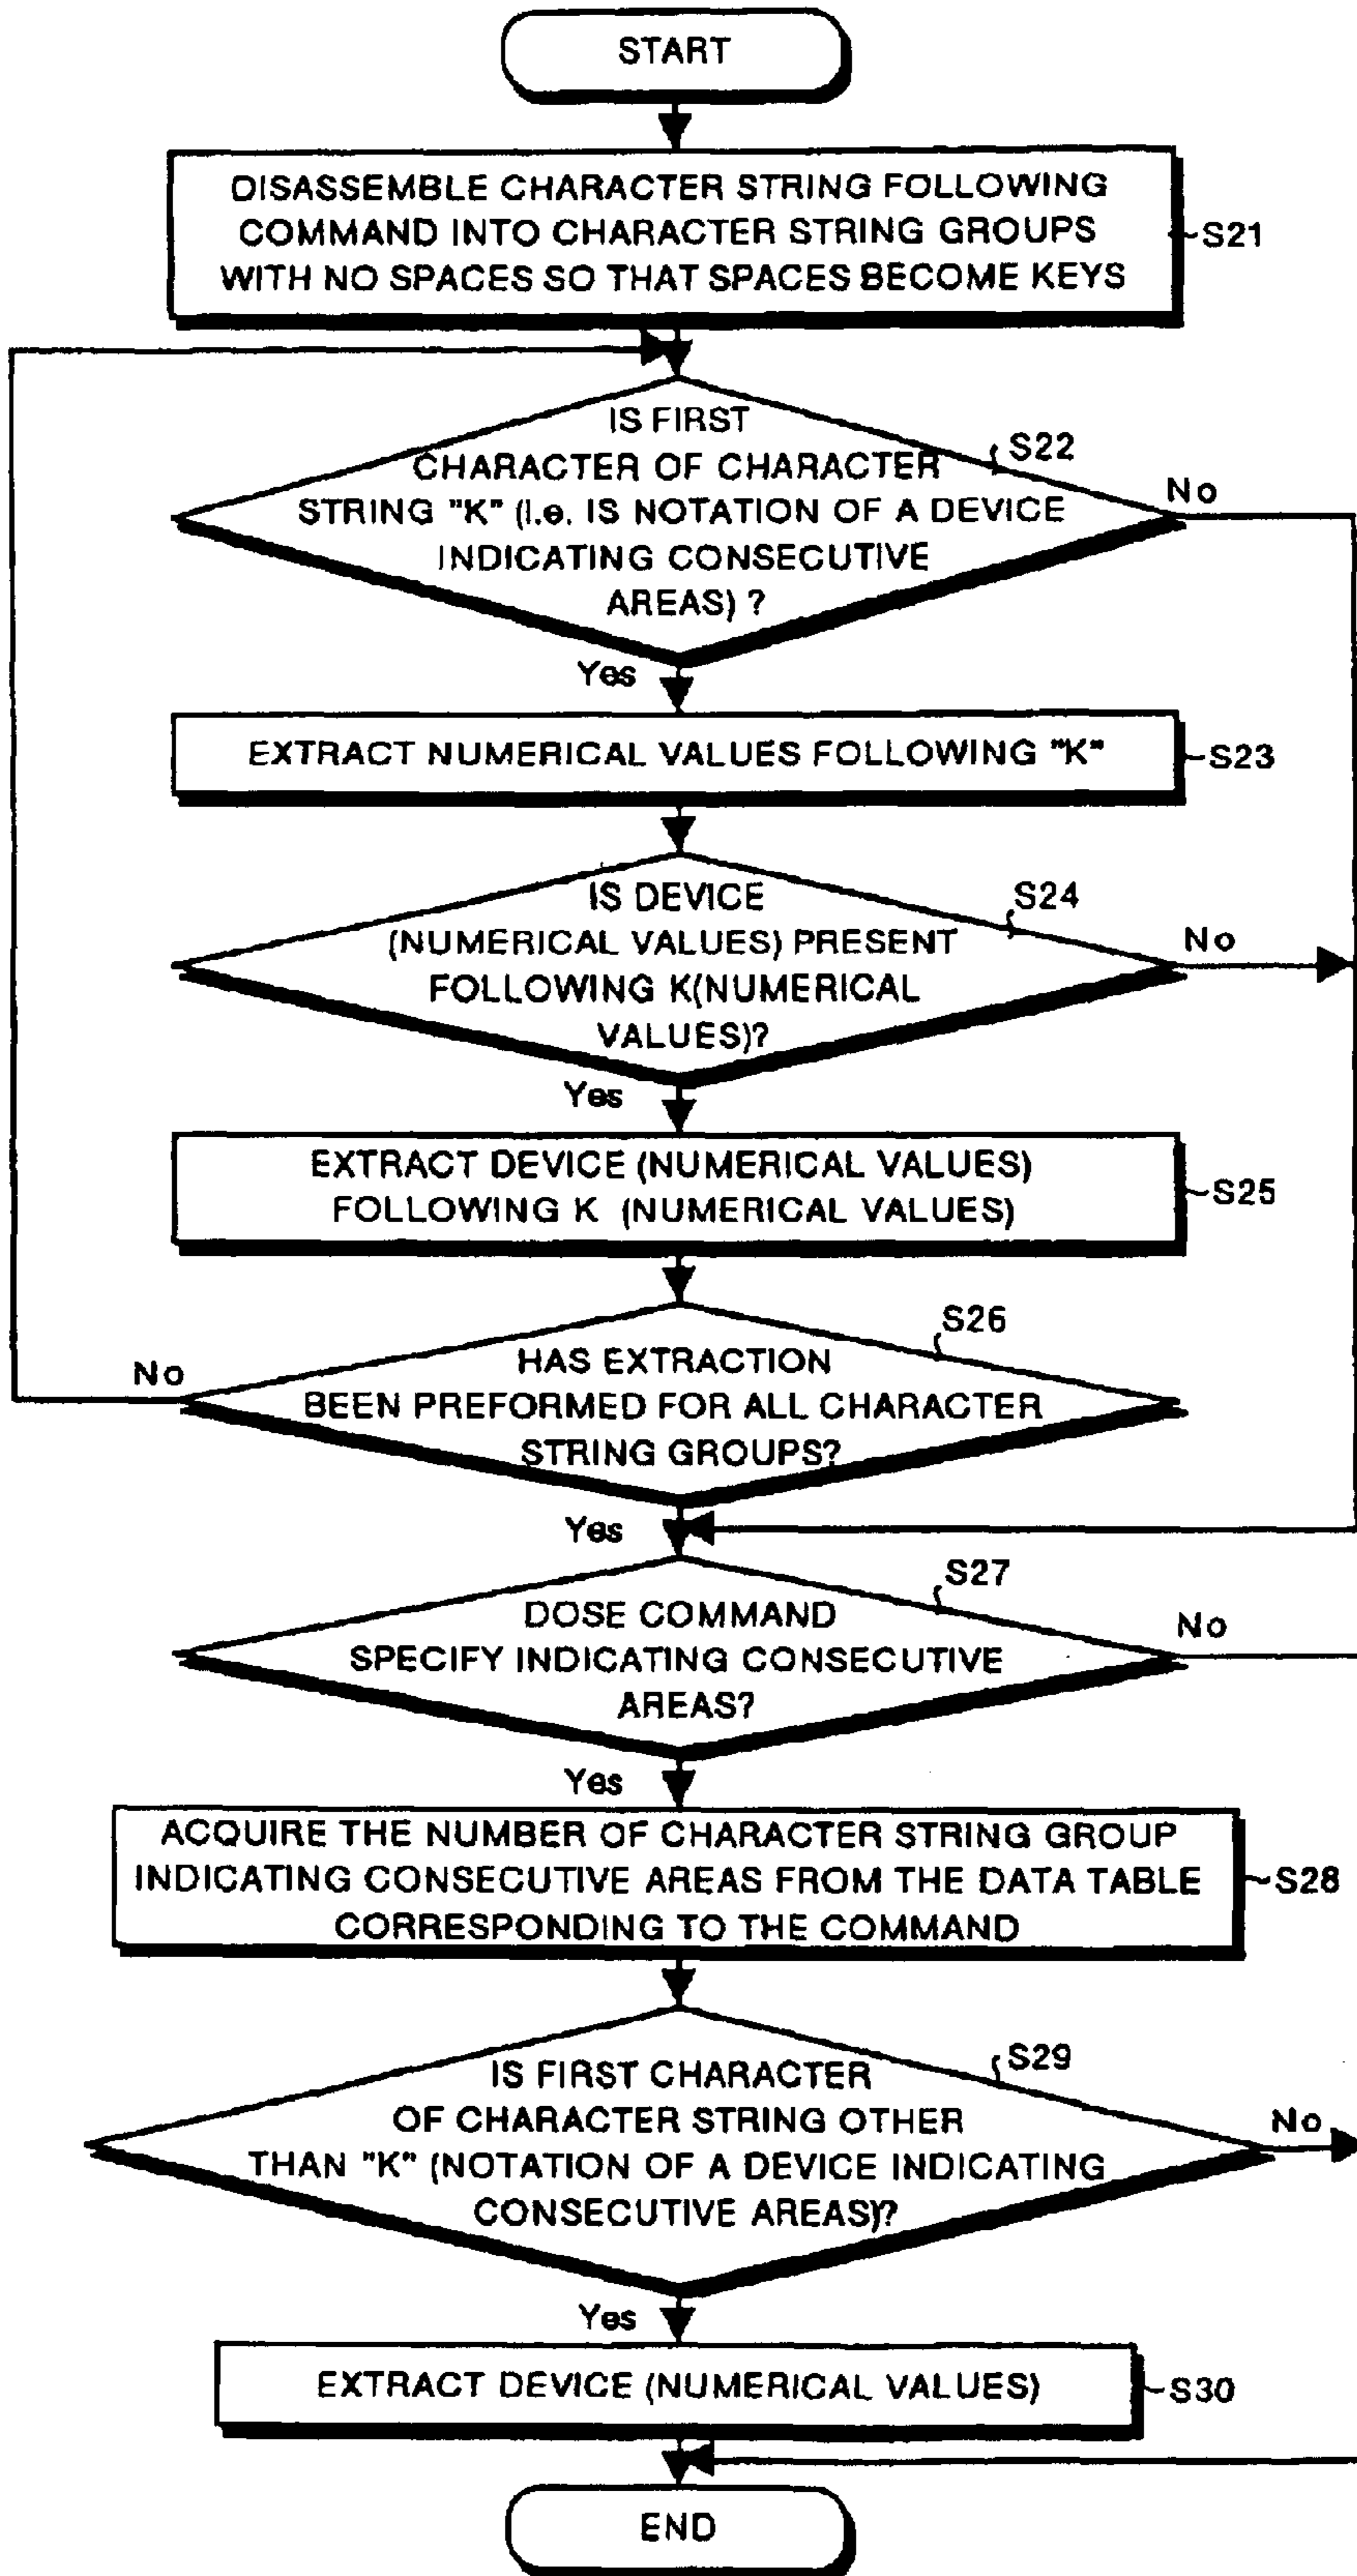 START
DISASSEMBLE CHARACTER STRING FOLLOWING
COMMAND INTO CHARACTER STRING GROUPS
WITH NO SPACES SO THAT SPACES BECOME KEYS
S21
IS FIRST
CHARACTER OF CHARACTER
STRING "K" (i.e. IS NOTATION OF A DEVICE
INDICATING CONSECUTIVE
AREAS) ?
S22
No
Yes
EXTRACT NUMERICAL VALUES FOLLOWING "K"
S23
IS DEVICE
(NUMERICAL VALUES) PRESENT
FOLLOWING K(NUMERICAL
VALUES)?
S24
No
Yes
EXTRACT DEVICE (NUMERICAL VALUES)
FOLLOWING K (NUMERICAL VALUES)
S25
HAS EXTRACTION
BEEN PREFORMED FOR ALL CHARACTER
STRING GROUPS?
S26
No
Yes
DOSE COMMAND
SPECIFY INDICATING CONSECUTIVE
AREAS?
S27
No
Yes
ACQUIRE THE NUMBER OF CHARACTER STRING GROUP
INDICATING CONSECUTIVE AREAS FROM THE DATA TABLE
CORRESPONDING TO THE COMMAND
S28
IS FIRST CHARACTER
OF CHARACTER STRING OTHER
THAN "K" (NOTATION OF A DEVICE INDICATING
CONSECUTIVE AREAS)?
S29
No
Yes
EXTRACT DEVICE (NUMERICAL VALUES)
S30
END